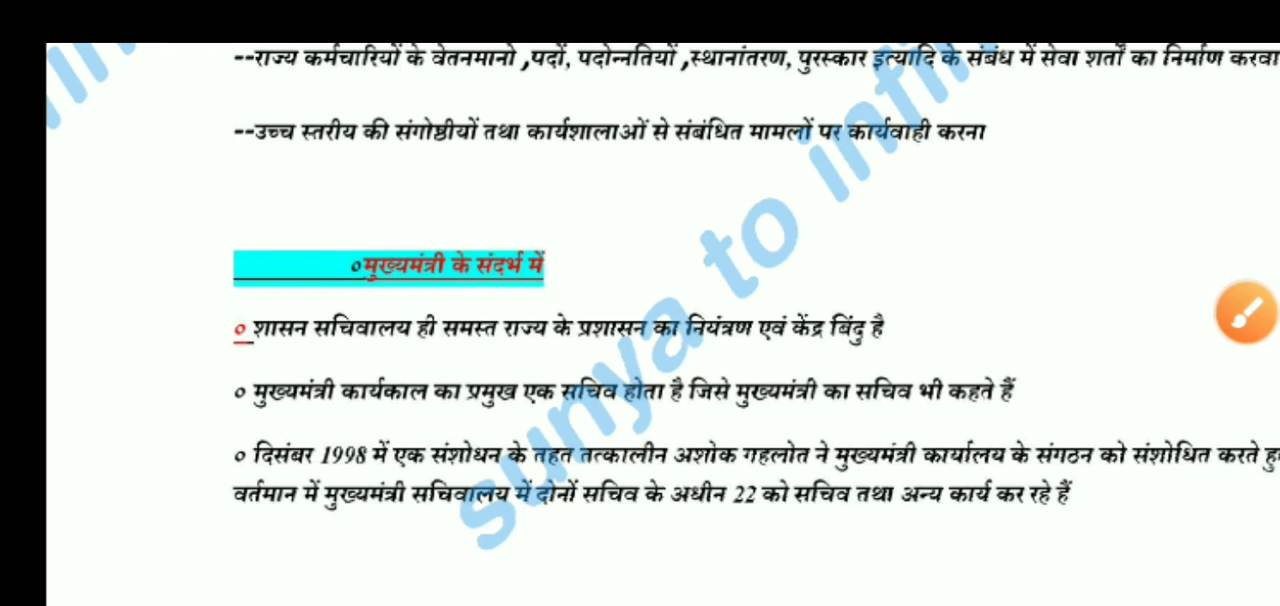 --राज्य कर्मचारियों के वेतनमानो ,पदों, पदोन्नतियों ,स्थानांतरण, पुरस्कार इत्यादि के संबंध में सेवा शर्तों का निर्माण करवा
--उच्च स्तरीय की संगोष्ठीयों तथा कार्यशालाओं से संबंधित मामलों पर कार्यवाही करना
०मुख्यमंत्री के संदर्भ में
० शासन सचिवालय ही समस्त राज्य के प्रशासन का नियंत्रण एवं केंद्र बिंदु है
० मुख्यमंत्री कार्यकाल का प्रमुख एक सचिव होता है जिसे मुख्यमंत्री का सचिव भी कहते हैं
० दिसंबर 1998 में एक संशोधन के तहत तत्कालीन अशोक गहलोत ने मुख्यमंत्री कार्यालय के संगठन को संशोधित करते
वर्तमान में मुख्यमंत्री सचिवालय में दोनों सचिव के अधीन 22 को सचिव तथा अन्य कार्य कर रहे हैं
sunya to